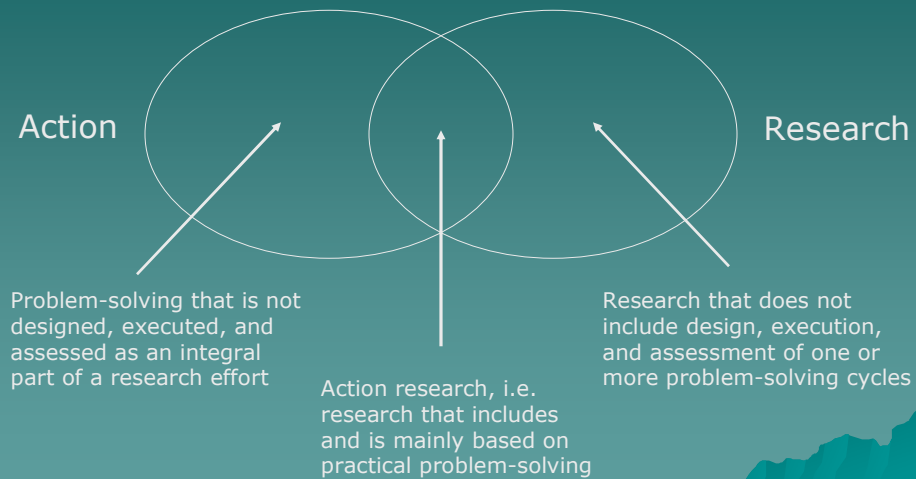 Action
Research
Problem-solving that is not
designed, executed, and
assessed as an integral
part of a research effort
Action research, i.e.
research that includes
and is mainly based on
practical problem-solving
Research that does not
include design, execution,
and assessment of one or
more problem-solving cycles